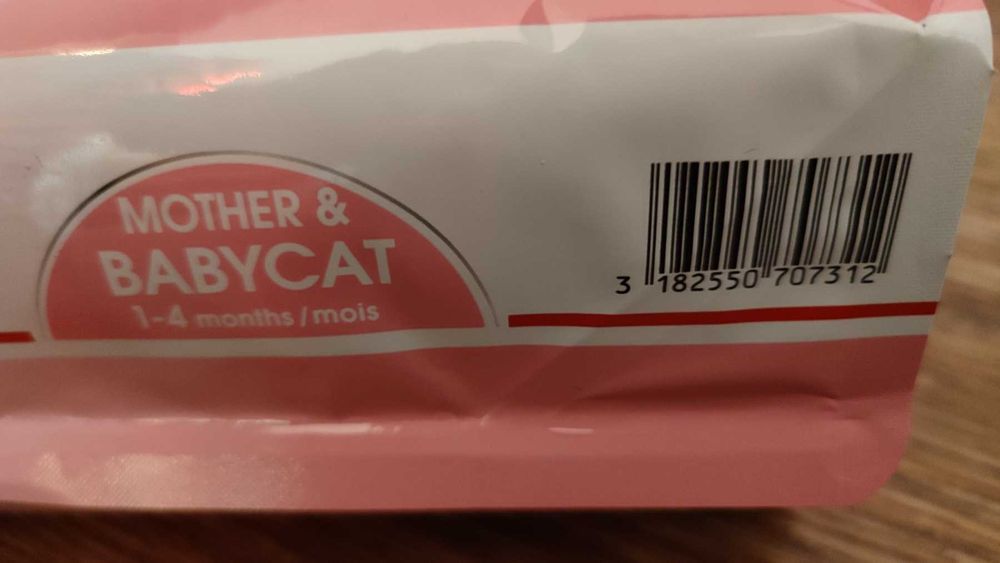 MOTHER &
BABYCAT
1-4 months / mois
3 182550 707312